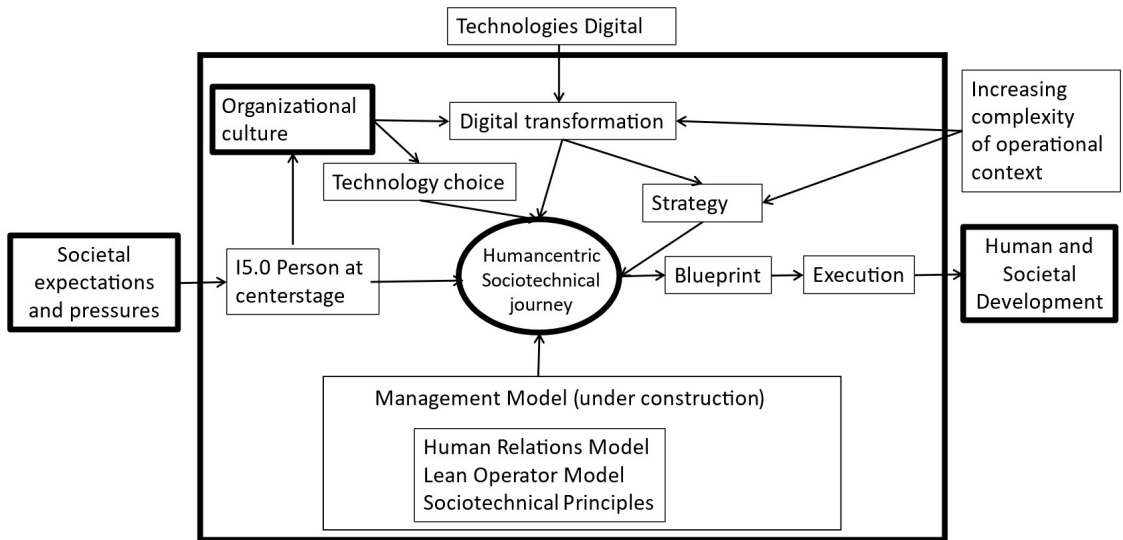 Technologies Digital
Organizational
culture
Digital transformation
Increasing
complexity
of operational
context
Technology choice
Strategy
Societal
expectations
and pressures
I5.0 Person at
centerstage
Humancentric
Sociotechnical
journey
Blueprint
Execution
Human and
Societal
Development
Management Model (under construction)
Human Relations Model
Lean Operator Model
Sociotechnical Principles